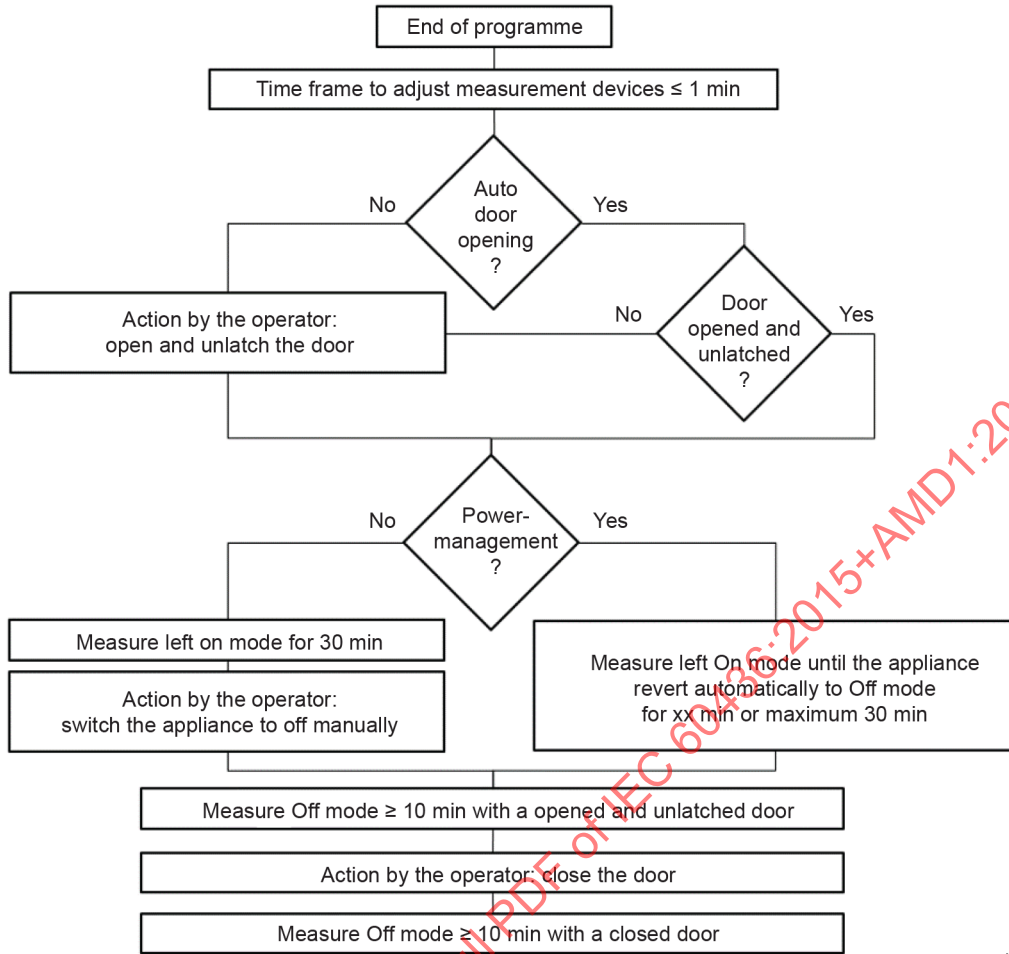 End of programme
Time frame to adjust measurement devices ≤ 1 min
Auto
door
opening
?
No
Yes
Action by the operator:
open and unlatch the door
Door
opened and
unlatched
?
No
Yes
Power-
management
?
No
Yes
Measure left on mode for 30 min
Action by the operator:
switch the appliance to off manually
Measure left On mode until the appliance
revert automatically to Off mode
for xx min or maximum 30 min
Measure Off mode ≥ 10 min with a opened and unlatched door
Action by the operator: close the door
Measure Off mode ≥ 10 min with a closed door
PDF of IEC 60436:2015+AMD1:20